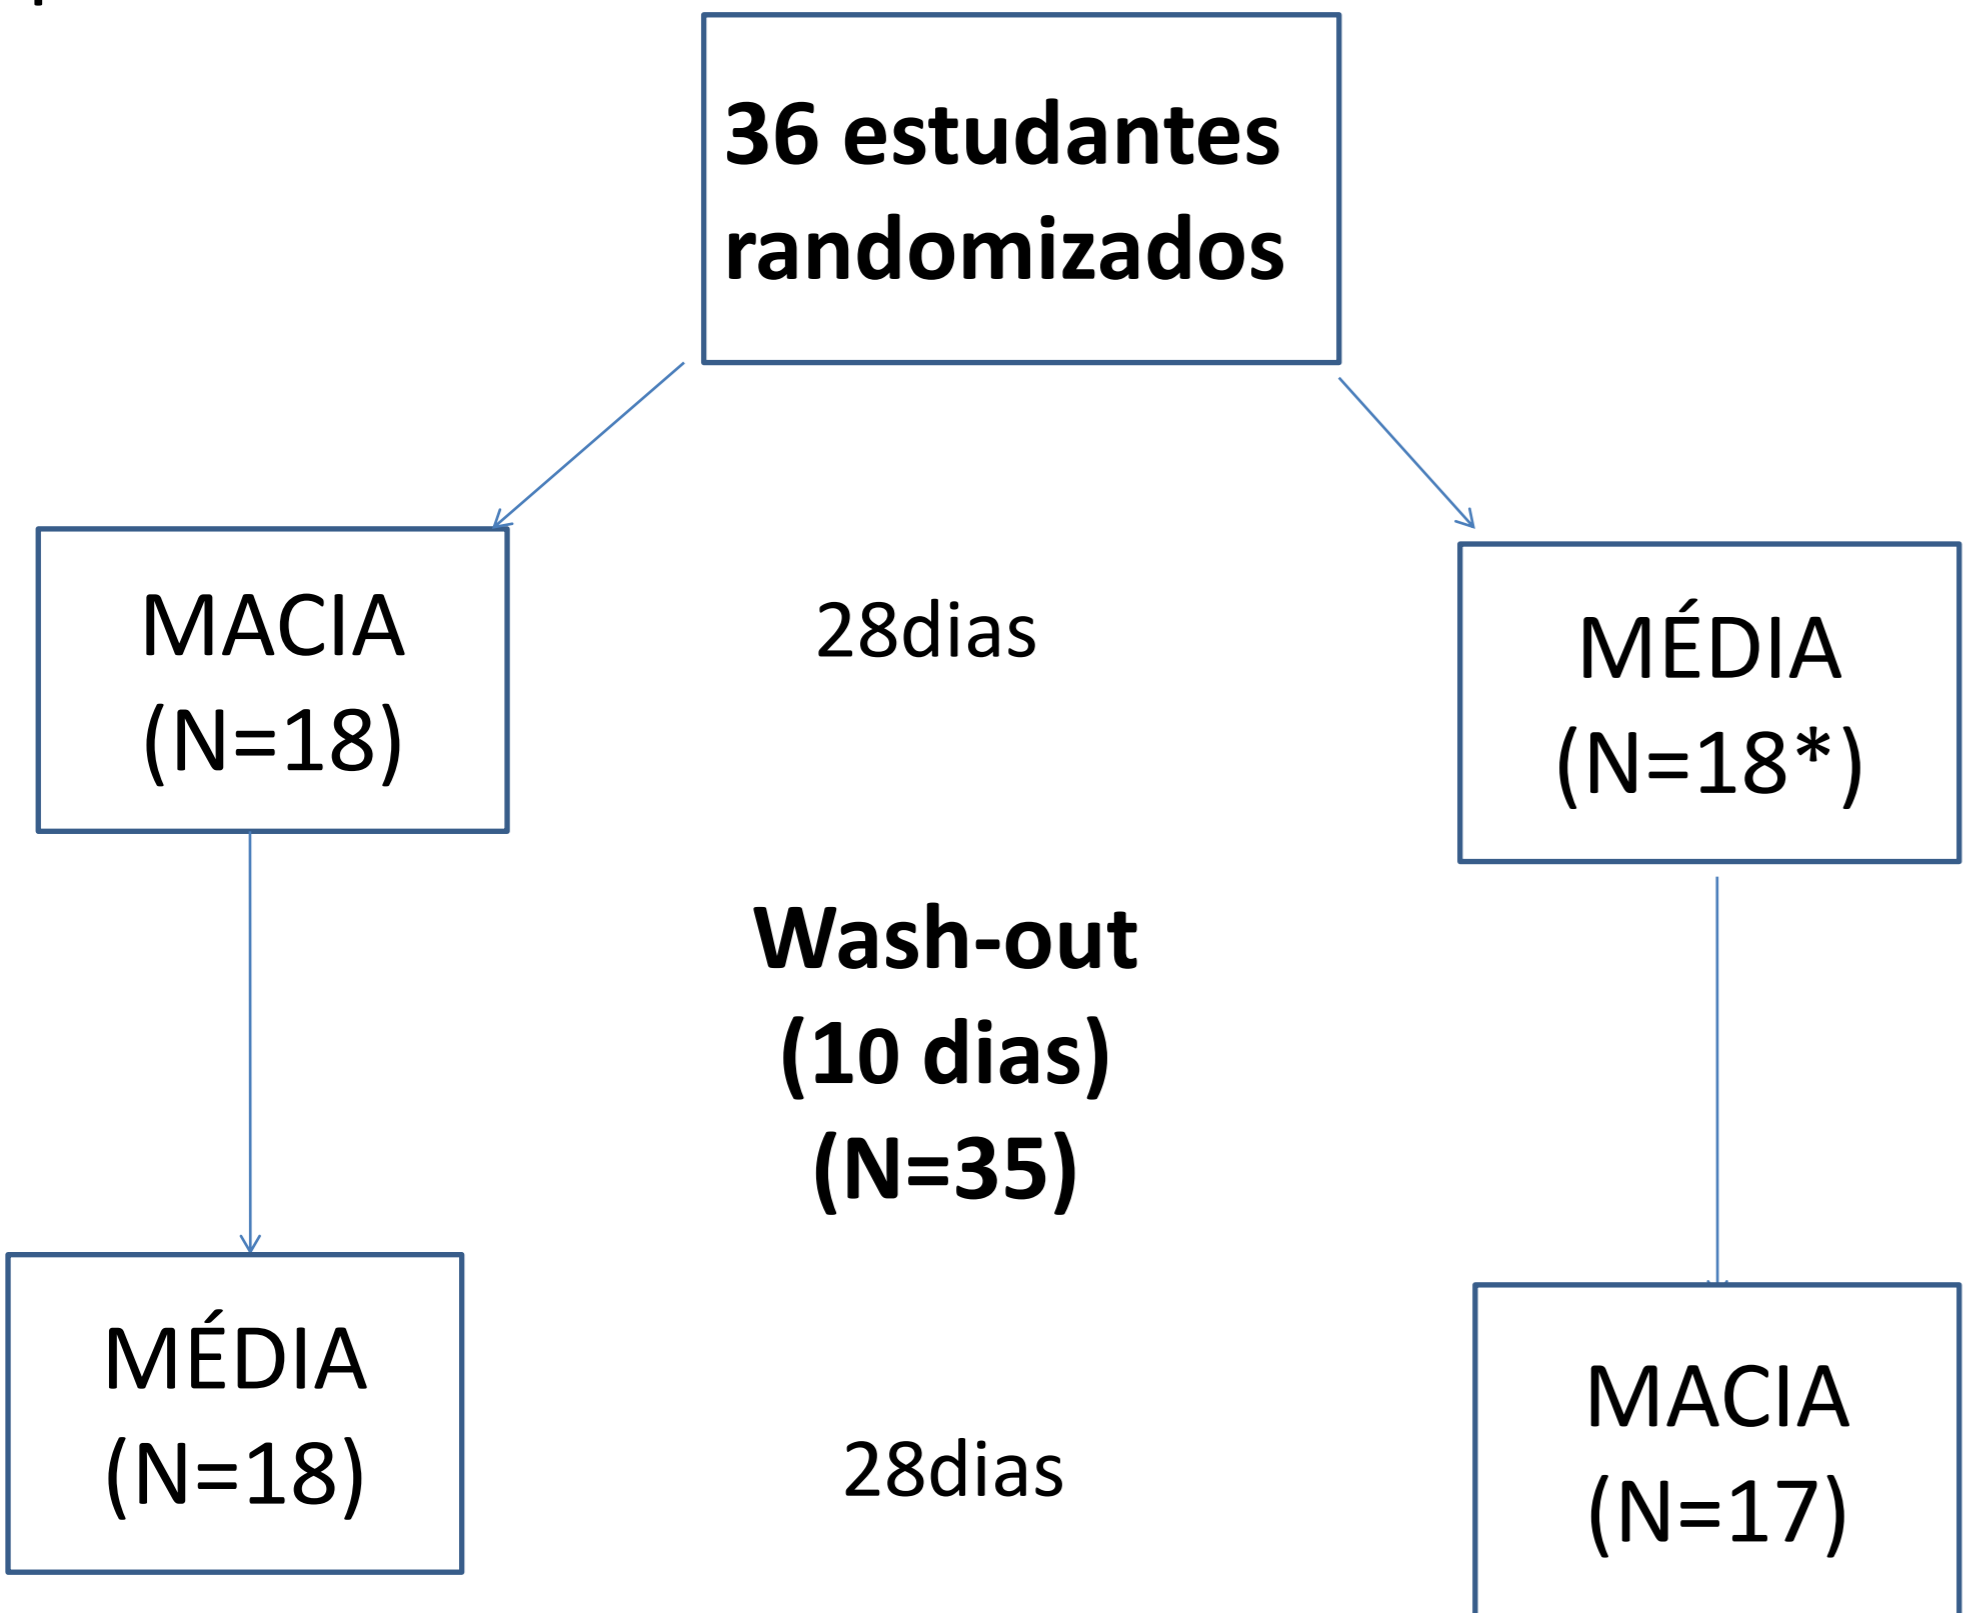 36 estudantes
randomizados
MACIA
(N=18)
28dias
MÉDIA
(N=18*)
Wash-out
(10 dias)
(N=35)
MÉDIA
(N=18)
28dias
MACIA
(N=17)